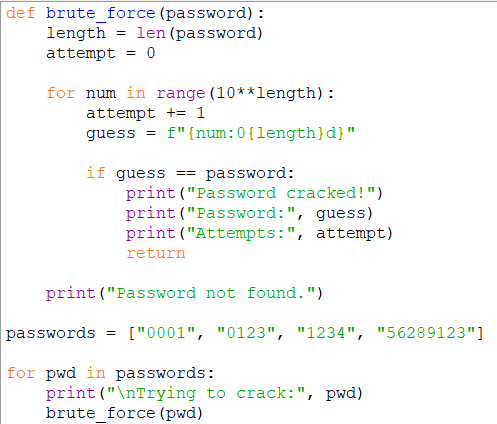 def brute_force(password):
    length = len(password)
    attempt = 0

    for num in range(10**length):
        attempt += 1
        guess = f"{num:0{length}d}"

        if guess == password:
            print("Password cracked!")
            print("Password:", guess)
            print("Attempts:", attempt)
            return

    print("Password not found.")

passwords = ["0001", "0123", "1234", "56289123"]

for pwd in passwords:
    print("\nTrying to crack:", pwd)
    brute_force(pwd)